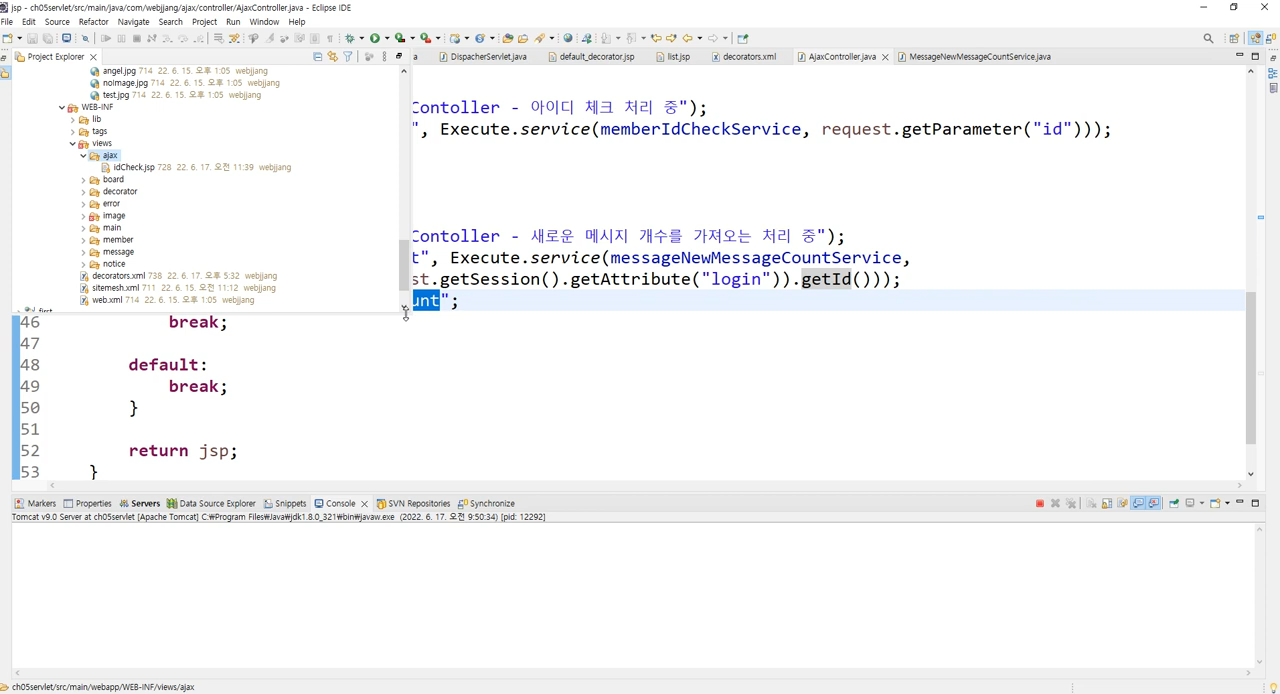 jsp - ch05servlet/src/main/java/com/webjjang/ajax/controller/AjaxController.java - Eclipse IDE
File Edit Source Refactor Navigate Search Project Run Window Help
Project Explorer
a DispacherServlet.java default_decorator.jsp list.jsp decorators.xml AjaxController.java MessageNewMessageCountService.java
angel.jpg 714 22. 6. 15. 오후 1:05 webjjang
noImage.jpg 714 22. 6. 15. 오후 1:05 webjjang
test.jpg 714 22. 6. 15. 오후 1:05 webjjang
WEB-INF
lib
tags
views
ajax
idCheck.jsp 728 22. 6. 17. 오전 11:39 webjjang
board
decorator
error
image
main
member
message
notice
decorators.xml 738 22. 6. 17. 오후 5:32 webjjang
sitemesh.xml 711 22. 6. 15. 오후 11:12 webjjang
web.xml 714 22. 6. 15. 오후 1:05 webjjang
Contoller - 아이디 체크 처리 중");
", Execute.service(memberIdCheckService, request.getParameter("id")));
Contoller - 새로운 메시지 개수를 가져오는 처리 중");
t", Execute.service(messageNewMessageCountService,
st.getSession().getAttribute("login")).getId()));
unt";
46 break;
47
48 default:
49 break;
50 }
51
52 return jsp;
53 }
Markers Properties Servers Data Source Explorer Snippets Console SVN Repositories Synchronize
Tomcat v9.0 Server at ch05servlet [Apache Tomcat] C:₩Program Files₩Java₩jdk1.8.0_321₩bin₩javaw.exe (2022. 6. 17. 오전 9:50:34) [pid: 12292]
ch05servlet/src/main/webapp/WEB-INF/views/ajax